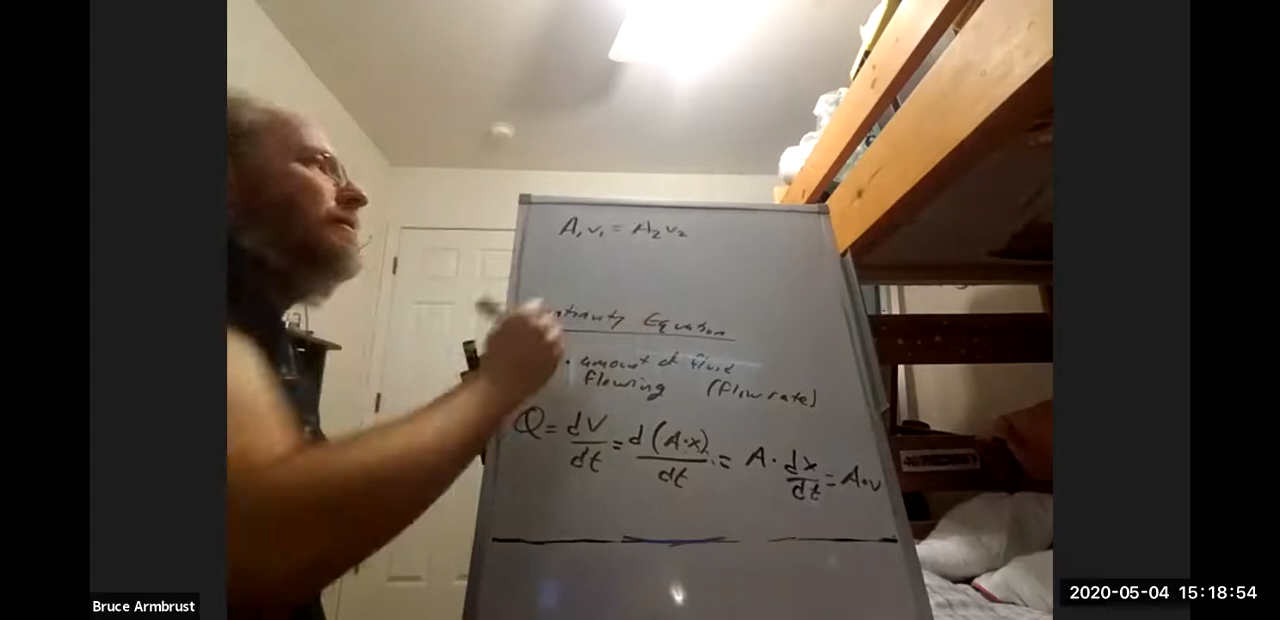 A₁v₁ = A₂v₂
Equation
• amount of fluid
flowing (flow rate)
Q = dV/dt = d(A·x)/dt = A · dx/dt = A·v
Bruce Armbrust
2020-05-04 15:18:54